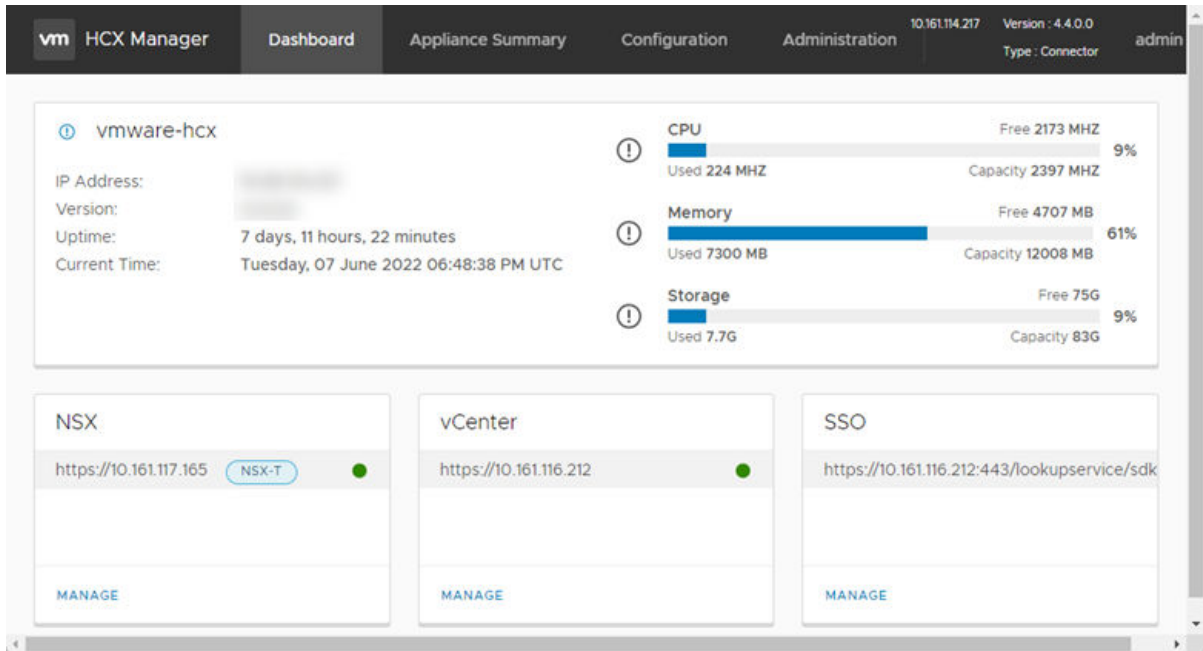 vm HCX Manager Dashboard Appliance Summary Configuration Administration 10.161.114.217 Version : 4.4.0.0 admin
Type : Connector
vmware-hcx
IP Address:
Version:
Uptime: 7 days, 11 hours, 22 minutes
Current Time: Tuesday, 07 June 2022 06:48:38 PM UTC
CPU Free 2173 MHZ
9%
Used 224 MHZ Capacity 2397 MHZ
Memory Free 4707 MB
61%
Used 7300 MB Capacity 12008 MB
Storage Free 75G
9%
Used 7.7G Capacity 83G
NSX
https://10.161.117.165 NSX-T
MANAGE
vCenter
https://10.161.116.212
MANAGE
SSO
https://10.161.116.212:443/lookupservice/sdk
MANAGE